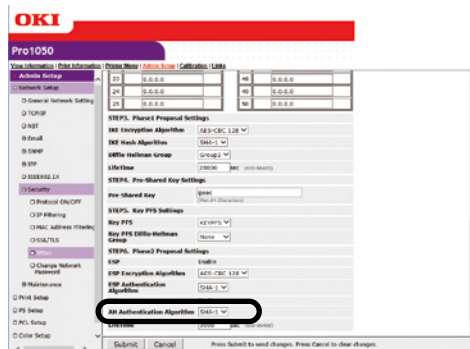 OKI
Pro1050
View Information | Print Information | Printer Menu | Admin Setup | Calibration | Links
Admin Setup
Network Setup
General Network Setting
TCP/IP
NBT
Email
SNMP
IPP
IEEE802.1X
Security
Protocol ON/OFF
IP Filtering
MAC Address Filtering
SSL/TLS
IPSec
Change Network
Password
Maintenance
Print Setup
PS Setup
PCL Setup
Color Setup
23 0.0.0.0 48 0.0.0.0
24 0.0.0.0 49 0.0.0.0
25 0.0.0.0 50 0.0.0.0
STEP3. Phase1 Proposal Settings
IKE Encryption Algorithm AES-CBC 128
IKE Hash Algorithm SHA-1
Diffie Hellman Group Group2
LifeTime 28800 sec (600-86400)
STEP4. Pre-Shared Key Settings
Pre-Shared Key ipsec
STEP5. Key PFS Settings
Key PFS KEYPFS
Key PFS Diffie-Hellman
Group None
STEP6. Phase2 Proposal Settings
ESP Enable
ESP Encryption Algorithm AES-CBC 128
ESP Authentication
Algorithm SHA-1
AH Authentication Algorithm SHA-1
LifeTime 3600 sec (600-86400)
Submit Cancel Press Submit to send changes. Press Cancel to clear changes.